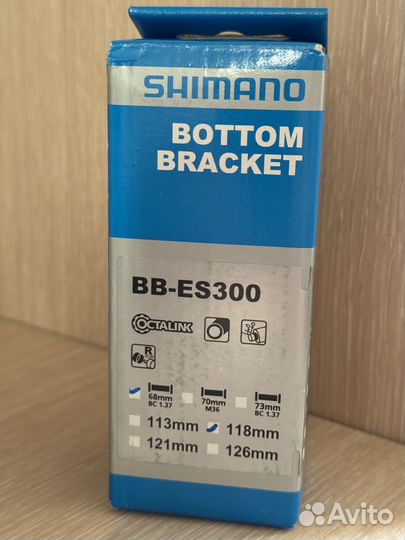 SHIMANO
BOTTOM
BRACKET
BB-ES300
OCTALINK
R
68mm 70mm 73mm
BC 1.37 M36 BC 1.37
113mm 118mm
121mm 126mm
Avito